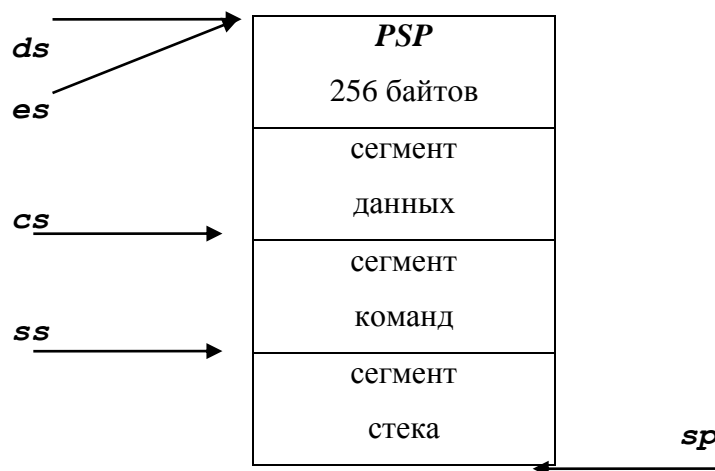 PSP
ds
256 байтов
es
сегмент
данных
cs
сегмент
команд
ss
сегмент
стека
sp